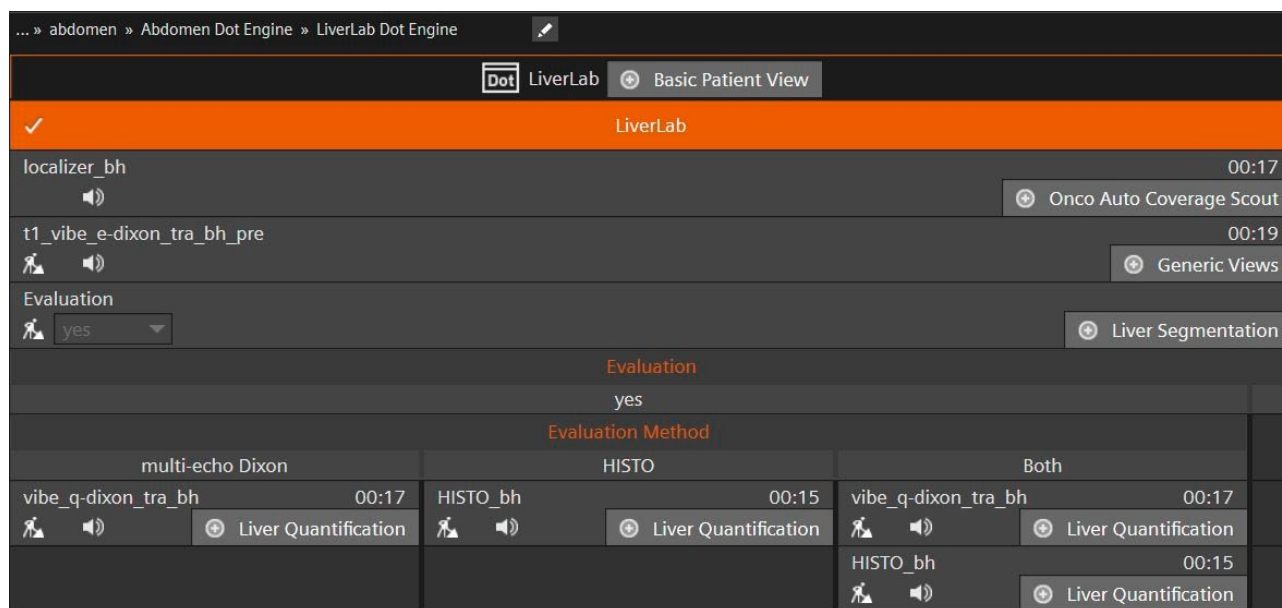 ... » abdomen » Abdomen Dot Engine » LiverLab Dot Engine
Dot LiverLab Basic Patient View
LiverLab
localizer_bh 00:17
Onco Auto Coverage Scout
t1_vibe_e-dixon_tra_bh_pre 00:19
Generic Views
Evaluation
yes Liver Segmentation
Evaluation
yes
Evaluation Method
multi-echo Dixon HISTO Both
vibe_q-dixon_tra_bh 00:17 HISTO_bh 00:15 vibe_q-dixon_tra_bh 00:17
Liver Quantification Liver Quantification Liver Quantification
HISTO_bh 00:15
Liver Quantification